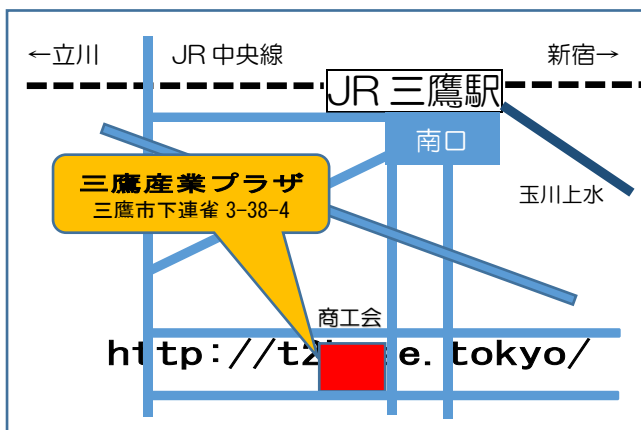 ←立川 JR 中央線 新宿→
JR 三鷹駅
南口
三鷹産業プラザ
三鷹市下連雀 3-38-4
玉川上水
商工会
http://t2 e.tokyo/